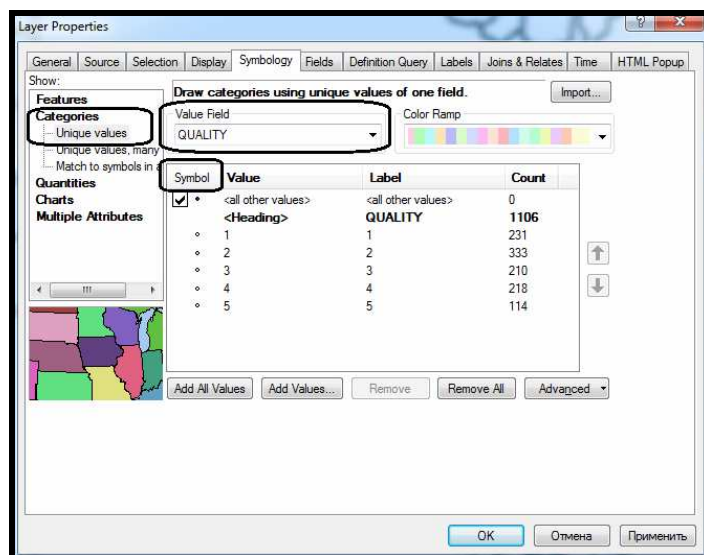 Layer Properties
General Source Selection Display Symbology Fields Definition Query Labels Joins & Relates Time HTML Popup
Show:
Features
Categories
Unique values
Unique values, many
Match to symbols in a
Quantities
Charts
Multiple Attributes
Draw categories using unique values of one field.
Import...
Value Field
QUALITY
Color Ramp
Symbol Value Label Count
<all other values> <all other values> 0
<Heading> QUALITY 1106
1 1 231
2 2 333
3 3 210
4 4 218
5 5 114
Add All Values Add Values... Remove Remove All Advanced
OK Отмена Применить